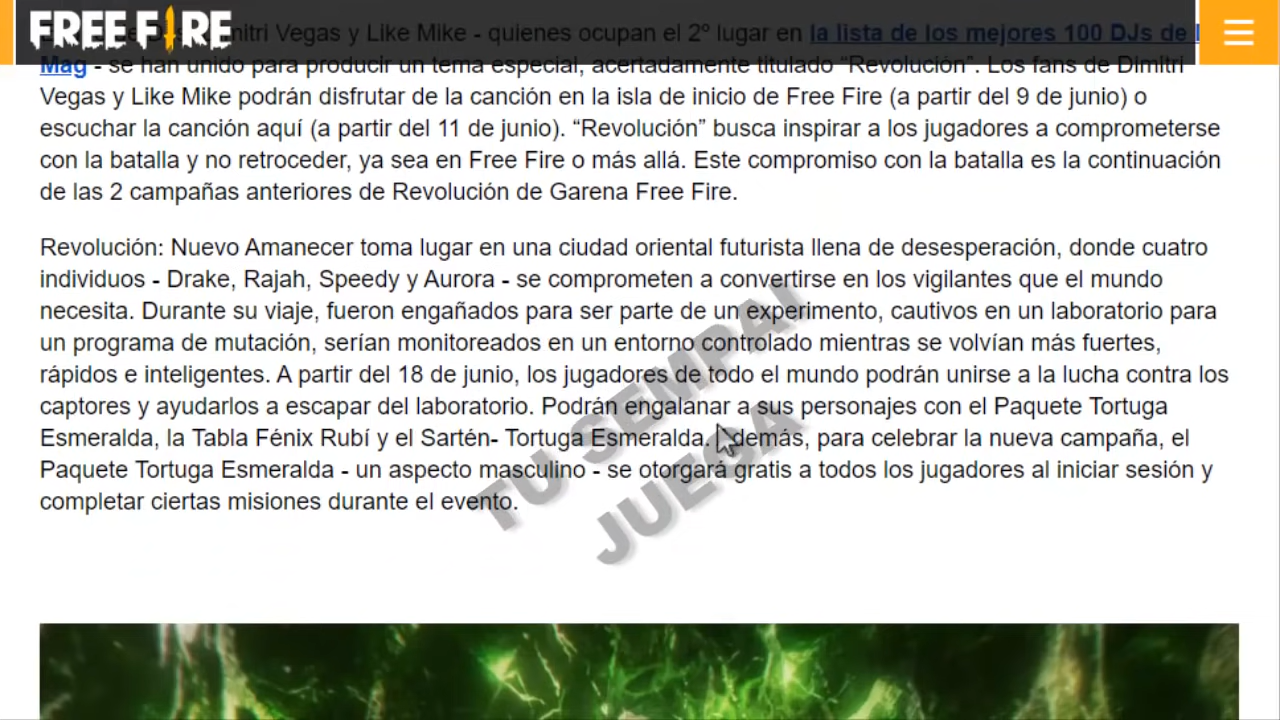 FREE FIRE
Dimitri Vegas y Like Mike - quienes ocupan el 2º lugar en la lista de los mejores 100 DJs de
Mag - se han unido para producir un tema especial, acertadamente titulado “Revolución”. Los fans de Dimitri
Vegas y Like Mike podrán disfrutar de la canción en la isla de inicio de Free Fire (a partir del 9 de junio) o
escuchar la canción aquí (a partir del 11 de junio). “Revolución” busca inspirar a los jugadores a comprometerse
con la batalla y no retroceder, ya sea en Free Fire o más allá. Este compromiso con la batalla es la continuación
de las 2 campañas anteriores de Revolución de Garena Free Fire.
Revolución: Nuevo Amanecer toma lugar en una ciudad oriental futurista llena de desesperación, donde cuatro
individuos - Drake, Rajah, Speedy y Aurora - se comprometen a convertirse en los vigilantes que el mundo
necesita. Durante su viaje, fueron engañados para ser parte de un experimento, cautivos en un laboratorio para
un programa de mutación, serían monitoreados en un entorno controlado mientras se volvían más fuertes,
rápidos e inteligentes. A partir del 18 de junio, los jugadores de todo el mundo podrán unirse a la lucha contra los
captores y ayudarlos a escapar del laboratorio. Podrán engalanar a sus personajes con el Paquete Tortuga
Esmeralda, la Tabla Fénix Rubí y el Sartén- Tortuga Esmeralda. Además, para celebrar la nueva campaña, el
Paquete Tortuga Esmeralda - un aspecto masculino - se otorgará gratis a todos los jugadores al iniciar sesión y
completar ciertas misiones durante el evento.
TU SEMPAI
JUEGA